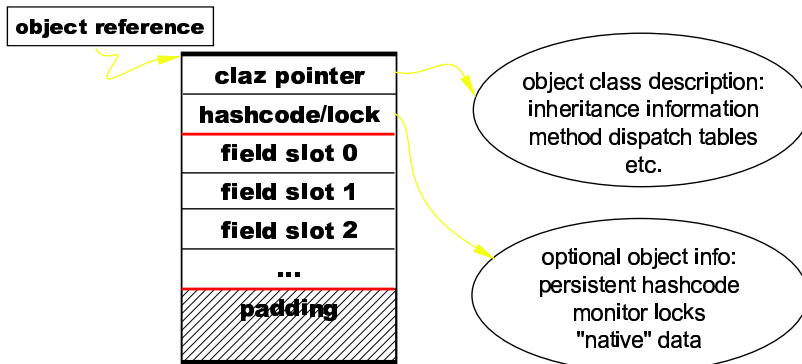 object reference
claz pointer
hashcode/lock
field slot 0
field slot 1
field slot 2
...
padding
object class description:
inheritance information
method dispatch tables
etc.
optional object info:
persistent hashcode
monitor locks
"native" data